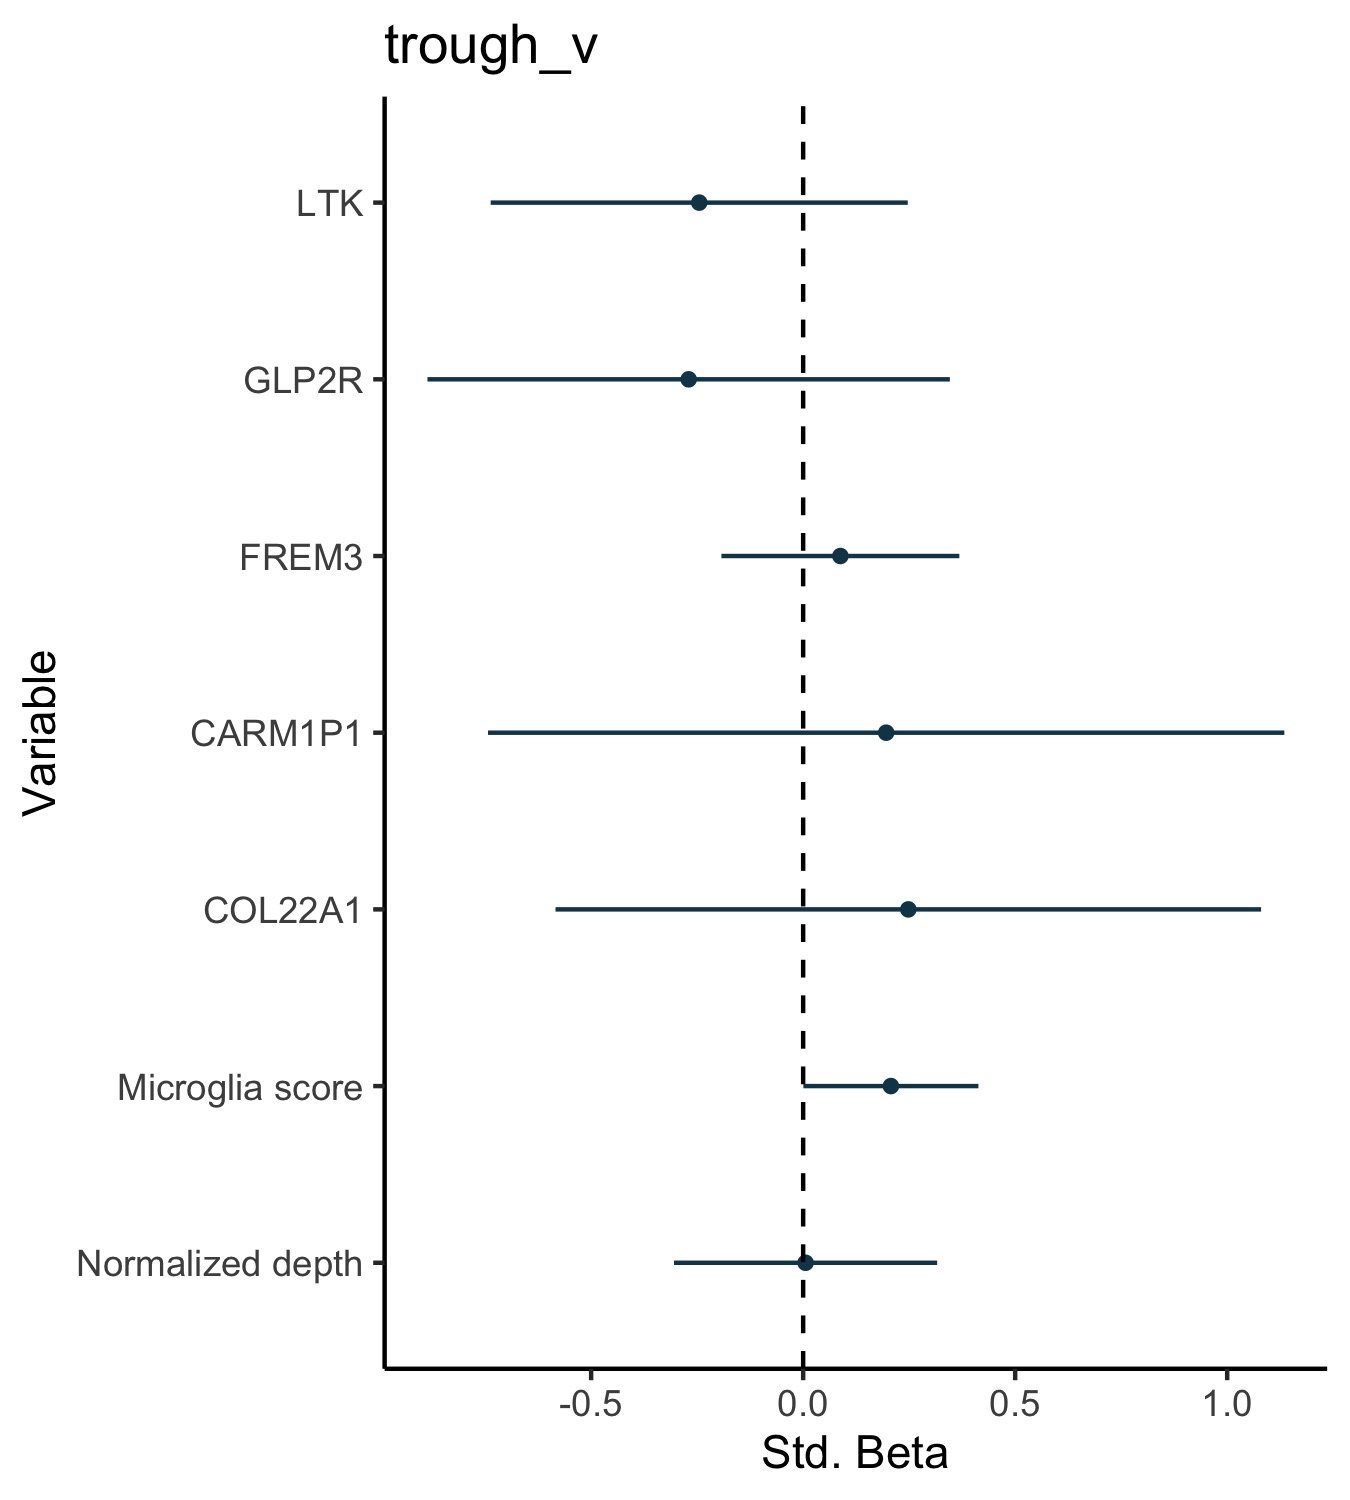 trough_v
LTK
GLP2R
FREM3
CARM1P1
COL22A1
Microglia score
Normalized depth
Variable
-0.5 0.0 0.5 1.0
Std. Beta